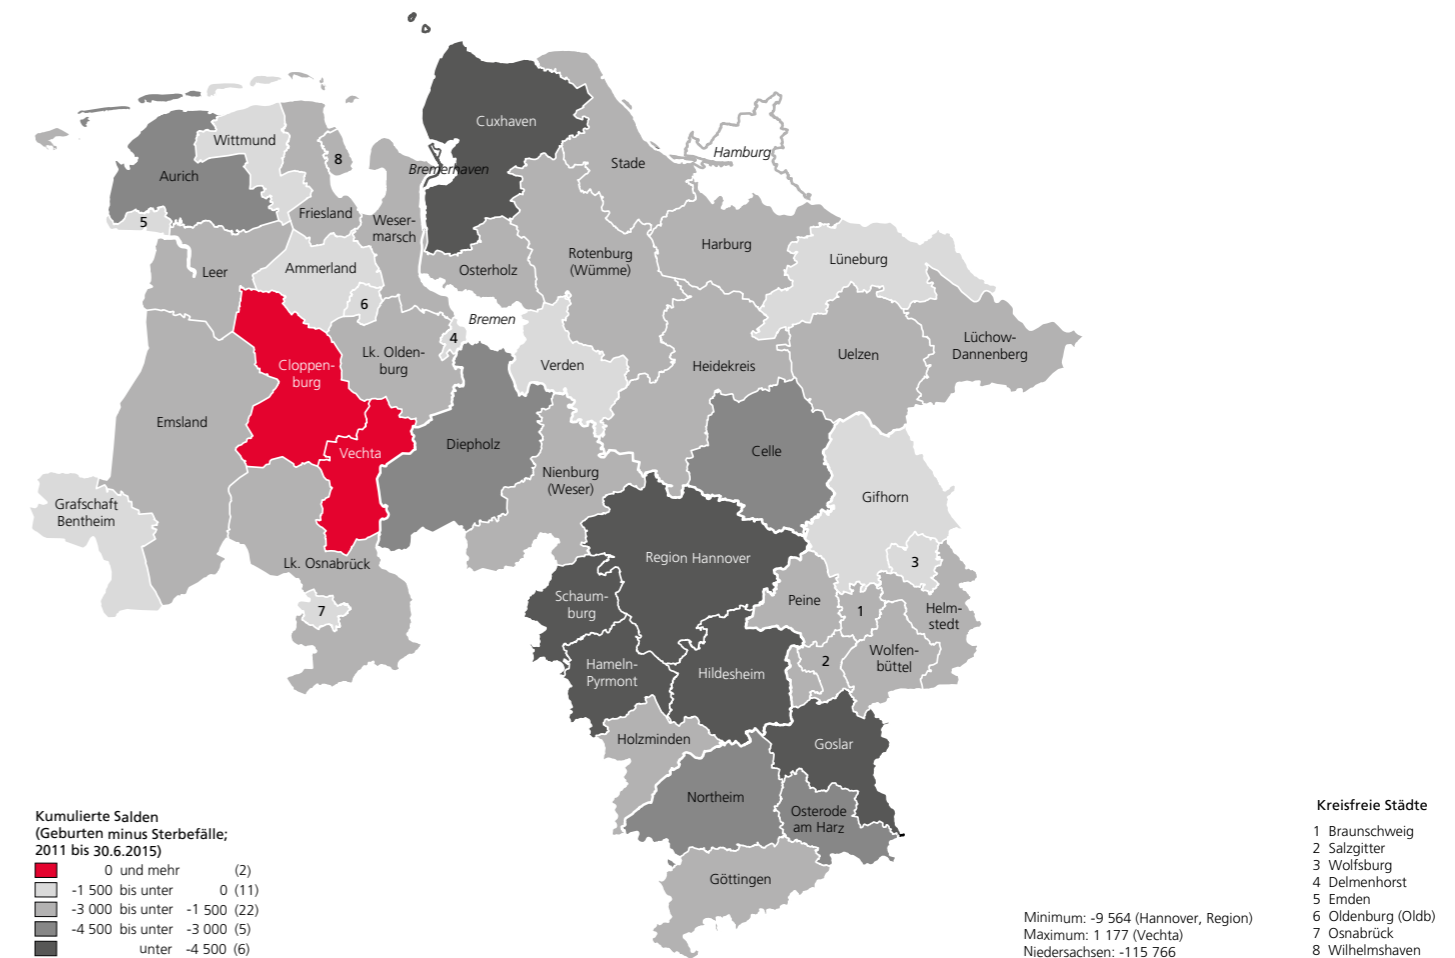 Cuxhaven
Hamburg
Wittmund
8
Bremerhaven
Stade
Aurich
5
Friesland
Weser-
marsch
Harburg
Rotenburg
(Wümme)
Lüneburg
Leer
Ammerland
Osterholz
6
Bremen
4
Lk. Olden-
burg
Verden
Heidekreis
Uelzen
Lüchow-
Dannenberg
Cloppen-
burg
Emsland
Vechta
Diepholz
Celle
Nienburg
(Weser)
Gifhorn
Grafschaft
Bentheim
Region Hannover
Lk. Osnabrück
3
7
Schaum-
burg
Peine
1
Helm-
stedt
Hameln-
Pyrmont
Hildesheim
2
Wolfen-
büttel
Holzminden
Goslar
Northeim
Osterode
am Harz
Göttingen
Kumulierte Salden
(Geburten minus Sterbefälle;
2011 bis 30.6.2015)
0 und mehr (2)
-1 500 bis unter 0 (11)
-3 000 bis unter -1 500 (22)
-4 500 bis unter -3 000 (5)
unter -4 500 (6)
Minimum: -9 564 (Hannover, Region)
Maximum: 1 177 (Vechta)
Niedersachsen: -115 766
Kreisfreie Städte
1 Braunschweig
2 Salzgitter
3 Wolfsburg
4 Delmenhorst
5 Emden
6 Oldenburg (Oldb)
7 Osnabrück
8 Wilhelmshaven